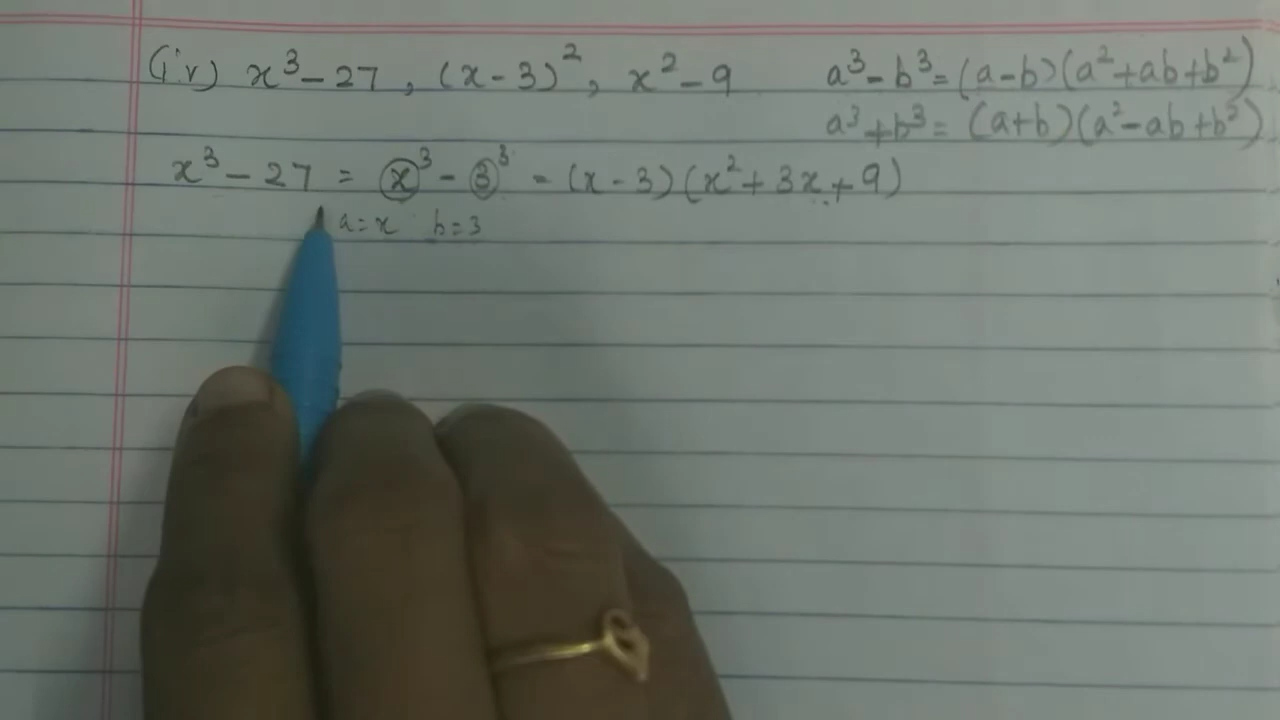 (iv) x³ - 27 , (x - 3)², x² - 9
a³ - b³ = (a - b)(a² + ab + b²)
a³ + b³ = (a + b)(a² - ab + b²)
x³ - 27 = x³ - 3³ = (x - 3)(x² + 3x + 9)
a = x b = 3